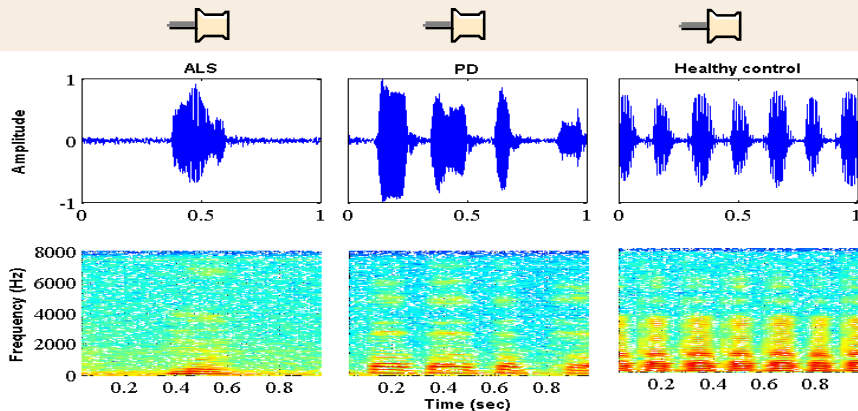 ALS PD Healthy control
Amplitude
1
0
-1
0 0.5 1 0 0.5 1 0 0.5 1
Frequency (Hz)
8000
6000
4000
2000
0
0.2 0.4 0.6 0.8 0.2 0.4 0.6 0.8 0.2 0.4 0.6 0.8
Time (sec)